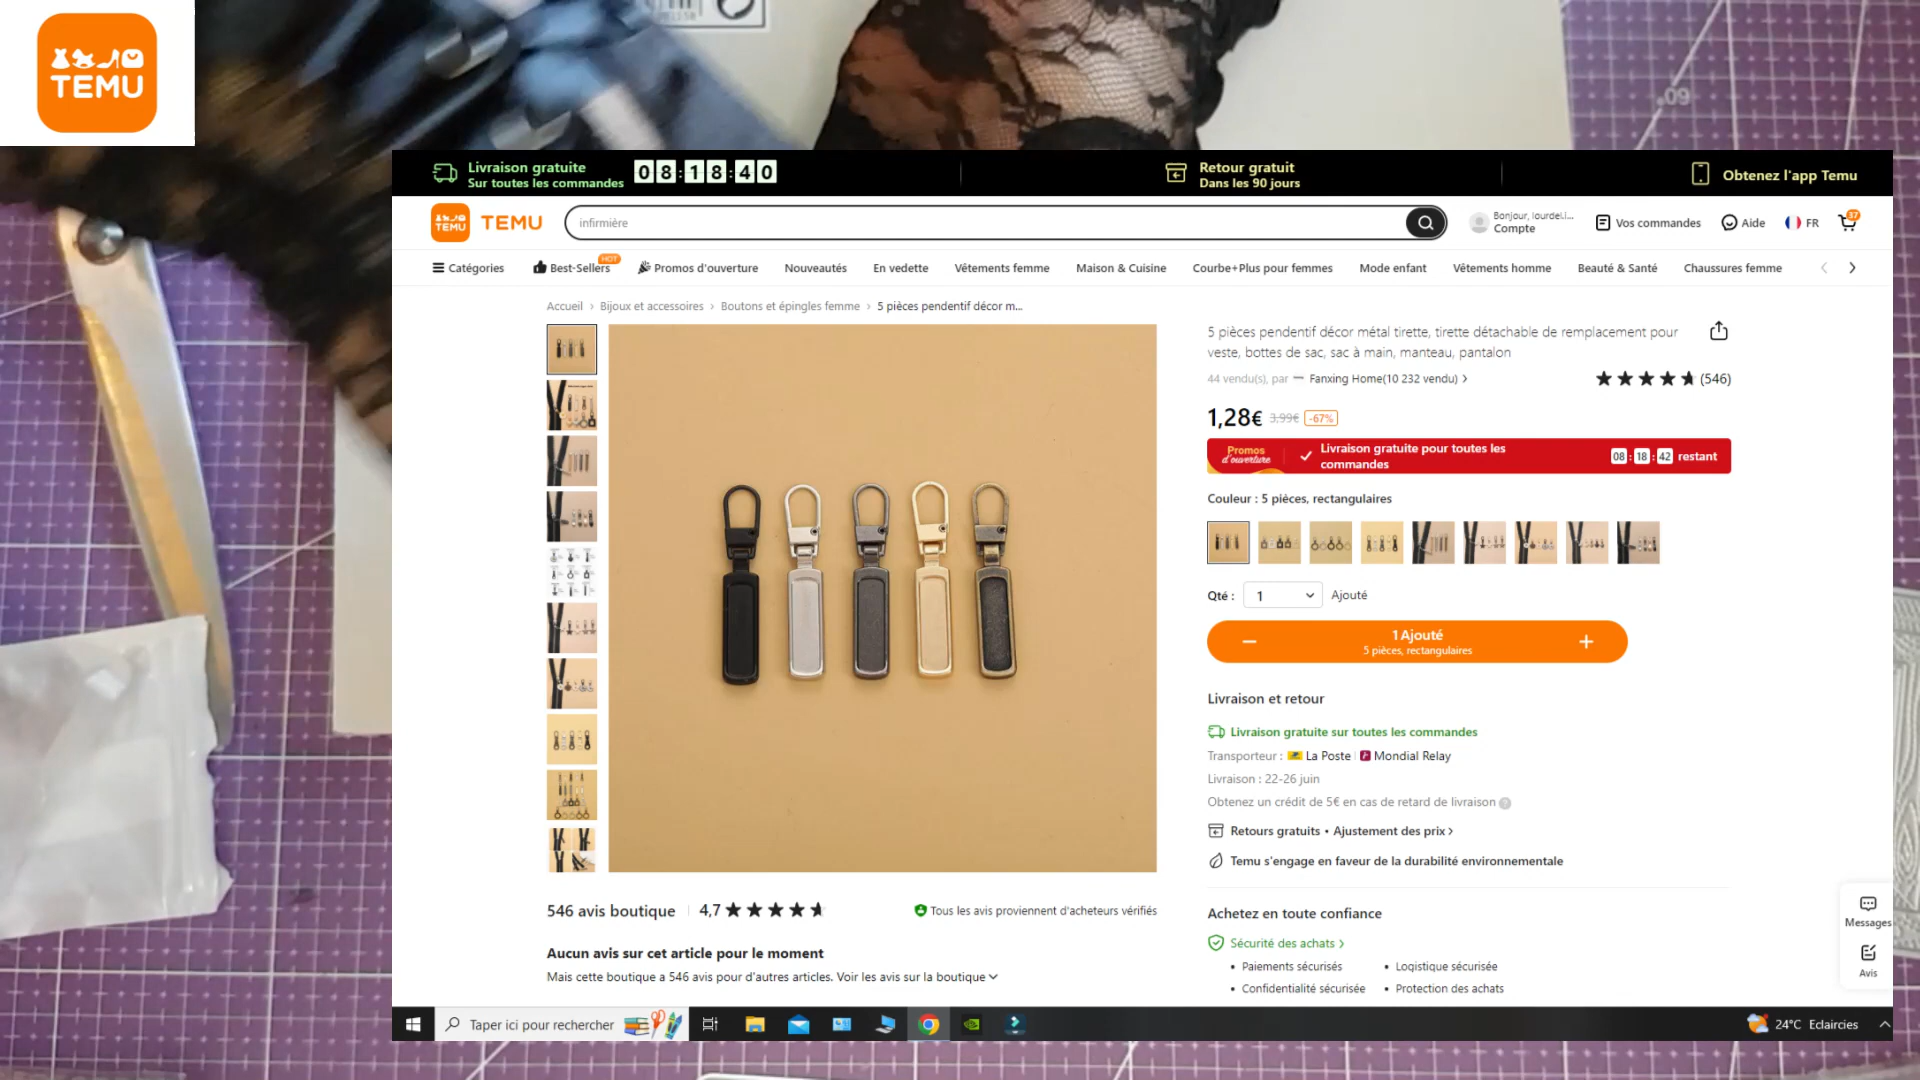 TEMU
09
Livraison gratuite
Sur toutes les commandes
08:18:40
Retour gratuit
Dans les 90 jours
Obtenez l'app Temu
TEMU
TEMU
infirmière
Bonjour, lourdel.l...
Compte
Vos commandes
Aide
FR
37
Catégories
Best-Sellers
HOT
Promos d'ouverture
Nouveautés
En vedette
Vêtements femme
Maison & Cuisine
Courbe+Plus pour femmes
Mode enfant
Vêtements homme
Beauté & Santé
Chaussures femme
Accueil › Bijoux et accessoires › Boutons et épingles femme › 5 pièces pendentif décor m...
5 pièces pendentif décor métal tirette, tirette détachable de remplacement pour
veste, bottes de sac, sac à main, manteau, pantalon
44 vendu(s), par Fanxing Home(10 232 vendu) ›
(546)
1,28€ 3,99€ -67%
Promos
d'ouverture
Livraison gratuite pour toutes les
commandes
08:18:42 restant
Couleur : 5 pièces, rectangulaires
Qté : 1 Ajouté
− 1 Ajouté +
5 pièces, rectangulaires
Livraison et retour
Livraison gratuite sur toutes les commandes
Transporteur : La Poste | Mondial Relay
Livraison : 22-26 juin
Obtenez un crédit de 5€ en cas de retard de livraison ?
Retours gratuits • Ajustement des prix ›
Temu s'engage en faveur de la durabilité environnementale
546 avis boutique | 4,7
Tous les avis proviennent d'acheteurs vérifiés
Aucun avis sur cet article pour le moment
Mais cette boutique a 546 avis pour d'autres articles. Voir les avis sur la boutique
Achetez en toute confiance
Sécurité des achats ›
• Paiements sécurisés
• Logistique sécurisée
• Confidentialité sécurisée
• Protection des achats
Messages
Avis
Taper ici pour rechercher
24°C Eclaircies